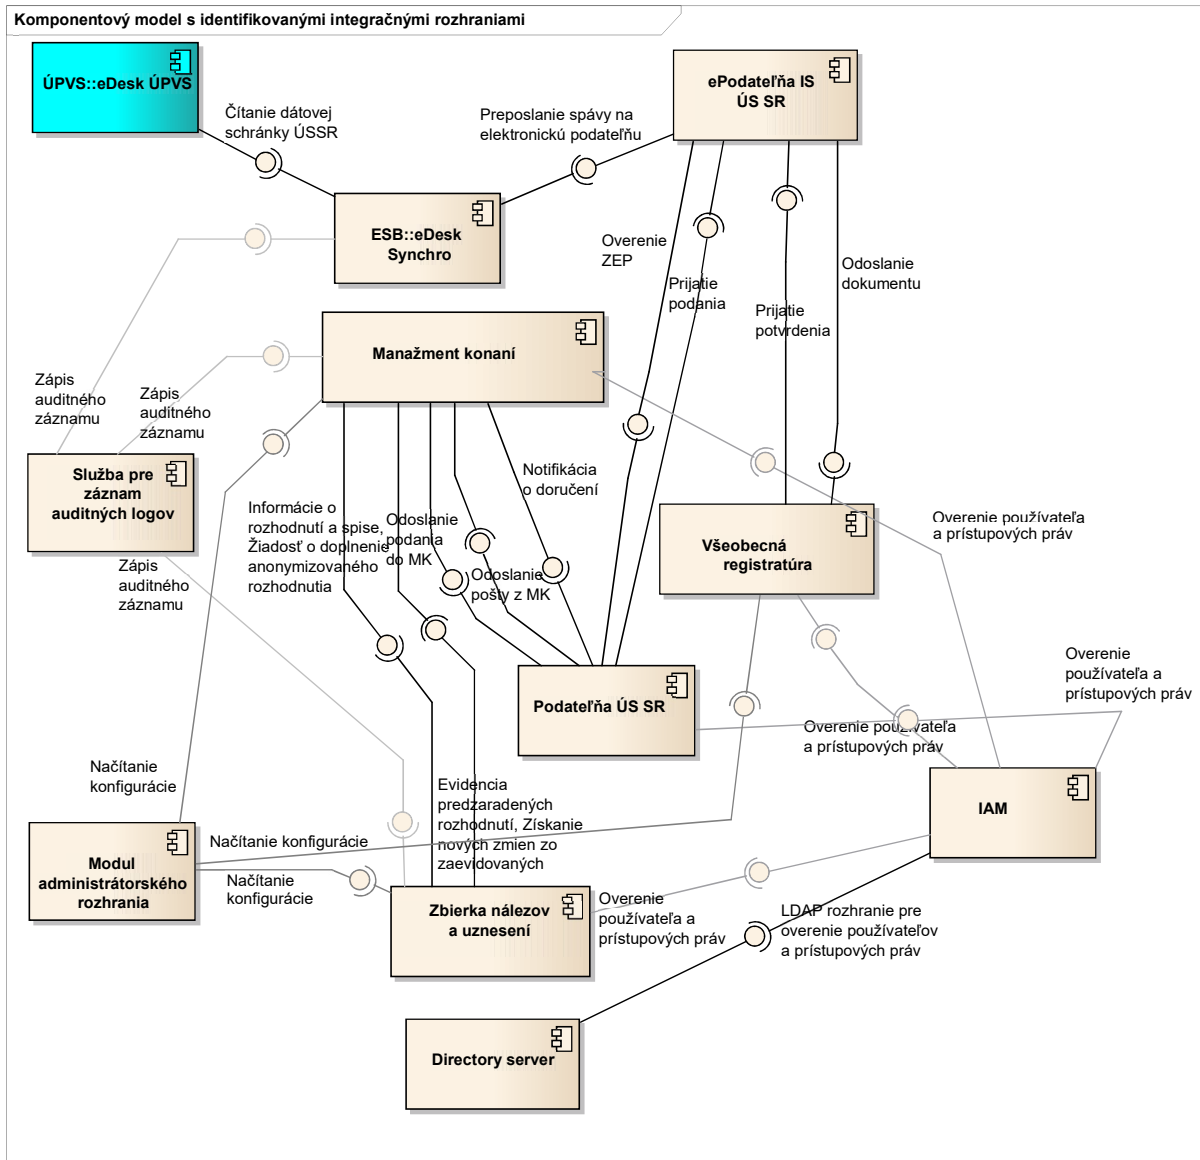 Komponentový model s identifikovanými integračnými rozhraniami
ÚPVS::eDesk ÚPVS
ePodateľňa IS
ÚS SR
Čítanie dátovej
schránky ÚSSR
Preposlanie spávy na
elektronickú podateľňu
ESB::eDesk
Synchro
Overenie
ZEP
Prijatie
podania
Odoslanie
dokumentu
Prijatie
potvrdenia
Manažment konaní
Zápis
auditného
záznamu
Zápis
auditného
záznamu
Služba pre
záznam
auditných logov
Notifikácia
o doručení
Informácie o
rozhodnutí a spise,
Žiadosť o doplnenie
anonymizovaného
rozhodnutia
Odoslanie
podania
do MK
Odoslanie
pošty z MK
Všeobecná
registratúra
Overenie používateľa
a prístupových práv
Zápis
auditného
záznamu
Podateľňa ÚS SR
Overenie
používateľa a
prístupových práv
Overenie používateľa
a prístupových práv
Načítanie
konfigurácie
Evidencia
predzaradených
rozhodnutí, Získanie
nových zmien zo
zaevidovaných
IAM
Modul
administrátorského
rozhrania
Načítanie konfigurácie
Načítanie
konfigurácie
Zbierka nálezov
a uznesení
Overenie
používateľa a
prístupových práv
LDAP rozhranie pre
overenie používateľov
a prístupových práv
Directory server